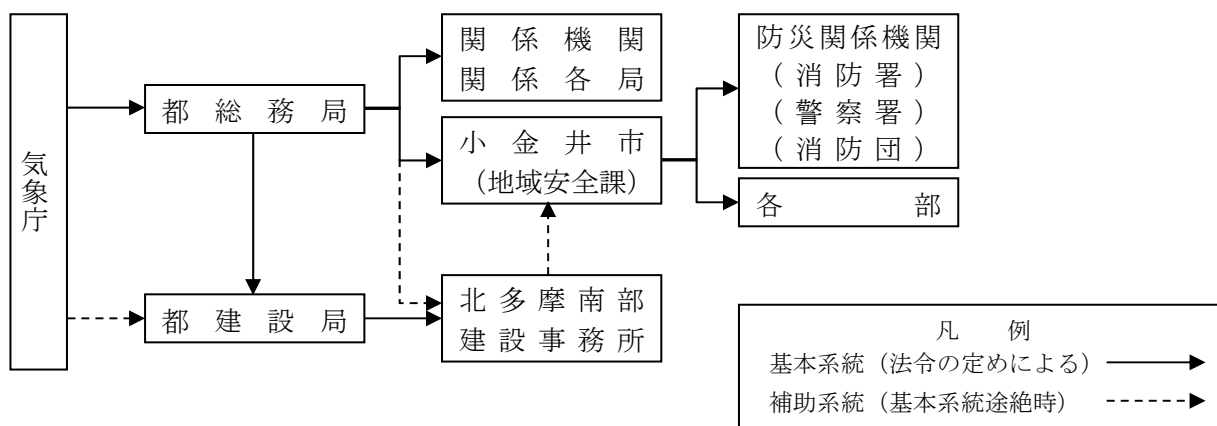 気象庁
都総務局
都建設局
関係機関
関係各局
小金井市
(地域安全課)
北多摩南部
建設事務所
防災関係機関
(消防署)
(警察署)
(消防団)
各部
凡例
基本系統(法令の定めによる)
補助系統(基本系統途絶時)